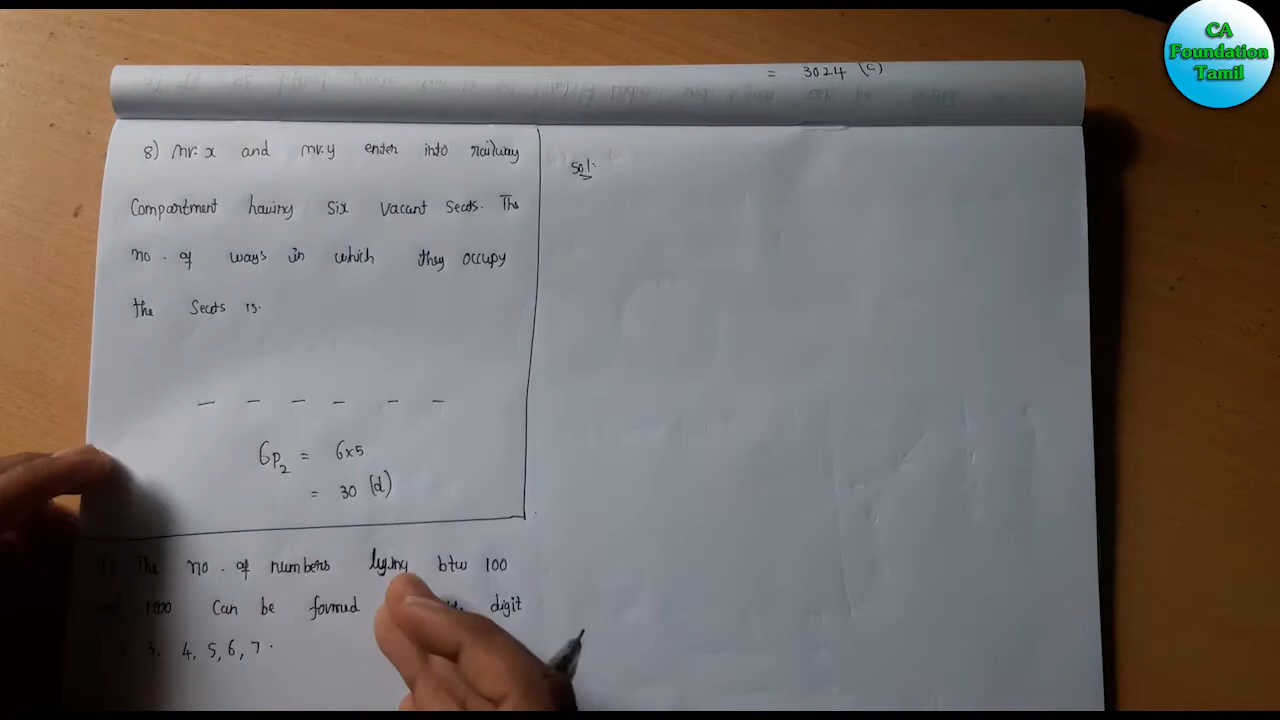 CA
Foundation
Tamil
= 3024 (c)
8) Mr. x and Mr. y enter into railway
Compartment having Six Vacant Seats. The
no. of ways in which they occupy
the Seats is.
6P2 = 6x5
= 30 (d)
The no. of numbers lying btw 100
1000 Can be formed digit
3, 4, 5, 6, 7.
Sol: